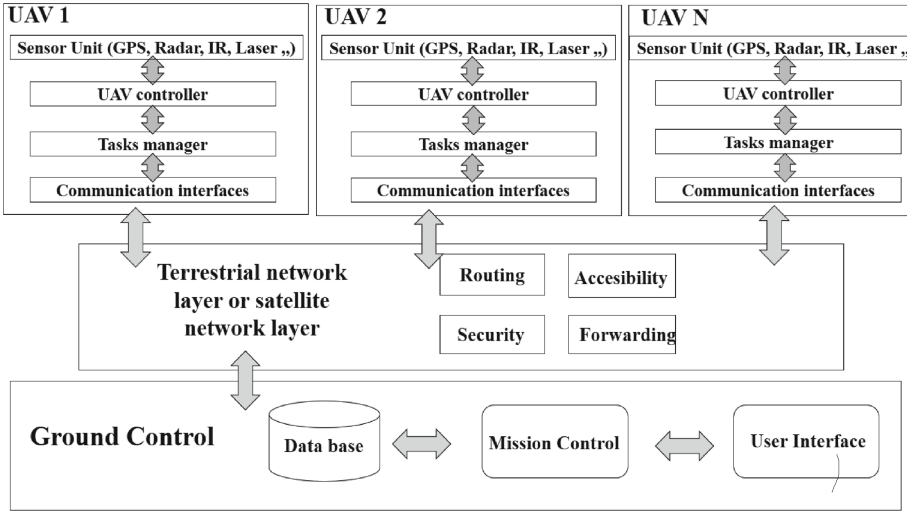 UAV 1
Sensor Unit (GPS, Radar, IR, Laser ,,)
UAV controller
Tasks manager
Communication interfaces
UAV 2
Sensor Unit (GPS, Radar, IR, Laser ,,)
UAV controller
Tasks manager
Communication interfaces
UAV N
Sensor Unit (GPS, Radar, IR, Laser ,,
UAV controller
Tasks manager
Communication interfaces
Terrestrial network
layer or satellite
network layer
Routing
Accesibility
Security
Forwarding
Ground Control
Data base
Mission Control
User Interface